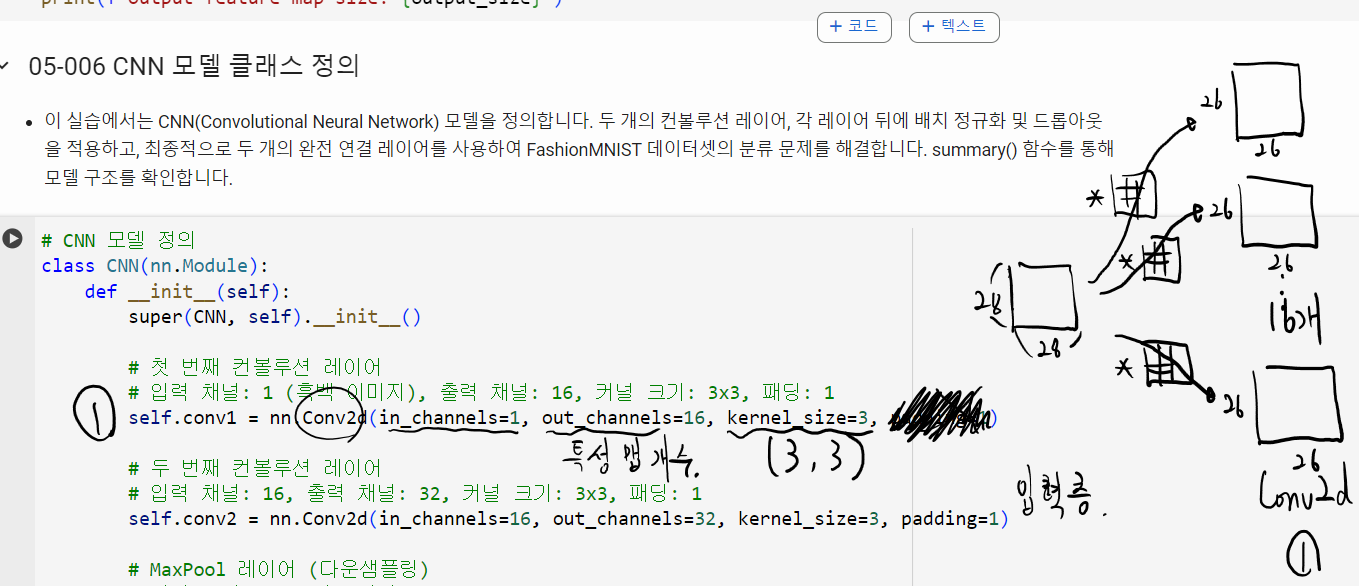 print(f"Output feature map size: {output_size}")
+ 코드
+ 텍스트
05-006 CNN 모델 클래스 정의
이 실습에서는 CNN(Convolutional Neural Network) 모델을 정의합니다. 두 개의 컨볼루션 레이어, 각 레이어 뒤에 배치 정규화 및 드롭아웃
을 적용하고, 최종적으로 두 개의 완전 연결 레이어를 사용하여 FashionMNIST 데이터셋의 분류 문제를 해결합니다. summary() 함수를 통해
모델 구조를 확인합니다.
26
26
*
26
26
*
28
28
16개
*
26
26
Conv2d
①
# CNN 모델 정의
class CNN(nn.Module):
def __init__(self):
super(CNN, self).__init__()
# 첫 번째 컨볼루션 레이어
# 입력 채널: 1 (흑백 이미지), 출력 채널: 16, 커널 크기: 3x3, 패딩: 1
① self.conv1 = nn.Conv2d(in_channels=1, out_channels=16, kernel_size=3, )
특성 맵 개수.
(3, 3)
# 두 번째 컨볼루션 레이어
# 입력 채널: 16, 출력 채널: 32, 커널 크기: 3x3, 패딩: 1
입력층.
self.conv2 = nn.Conv2d(in_channels=16, out_channels=32, kernel_size=3, padding=1)
# MaxPool 레이어 (다운샘플링)